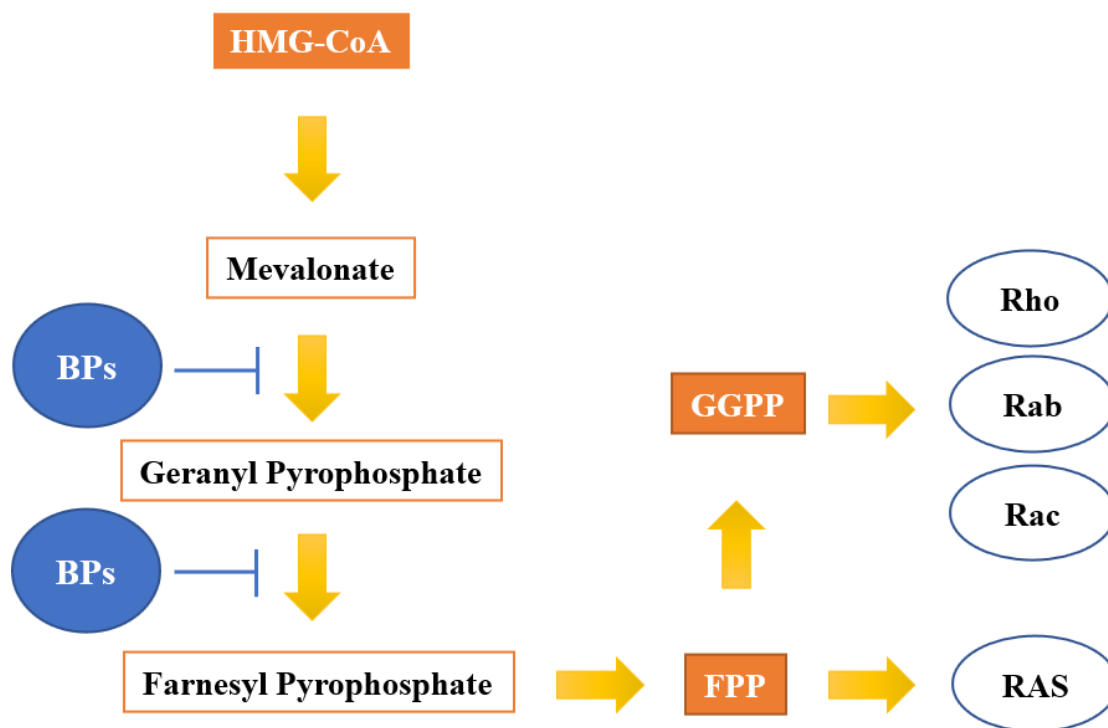 HMG-CoA
Mevalonate
BPs
Geranyl Pyrophosphate
BPs
Farnesyl Pyrophosphate
FPP
GGPP
Rho
Rab
Rac
RAS